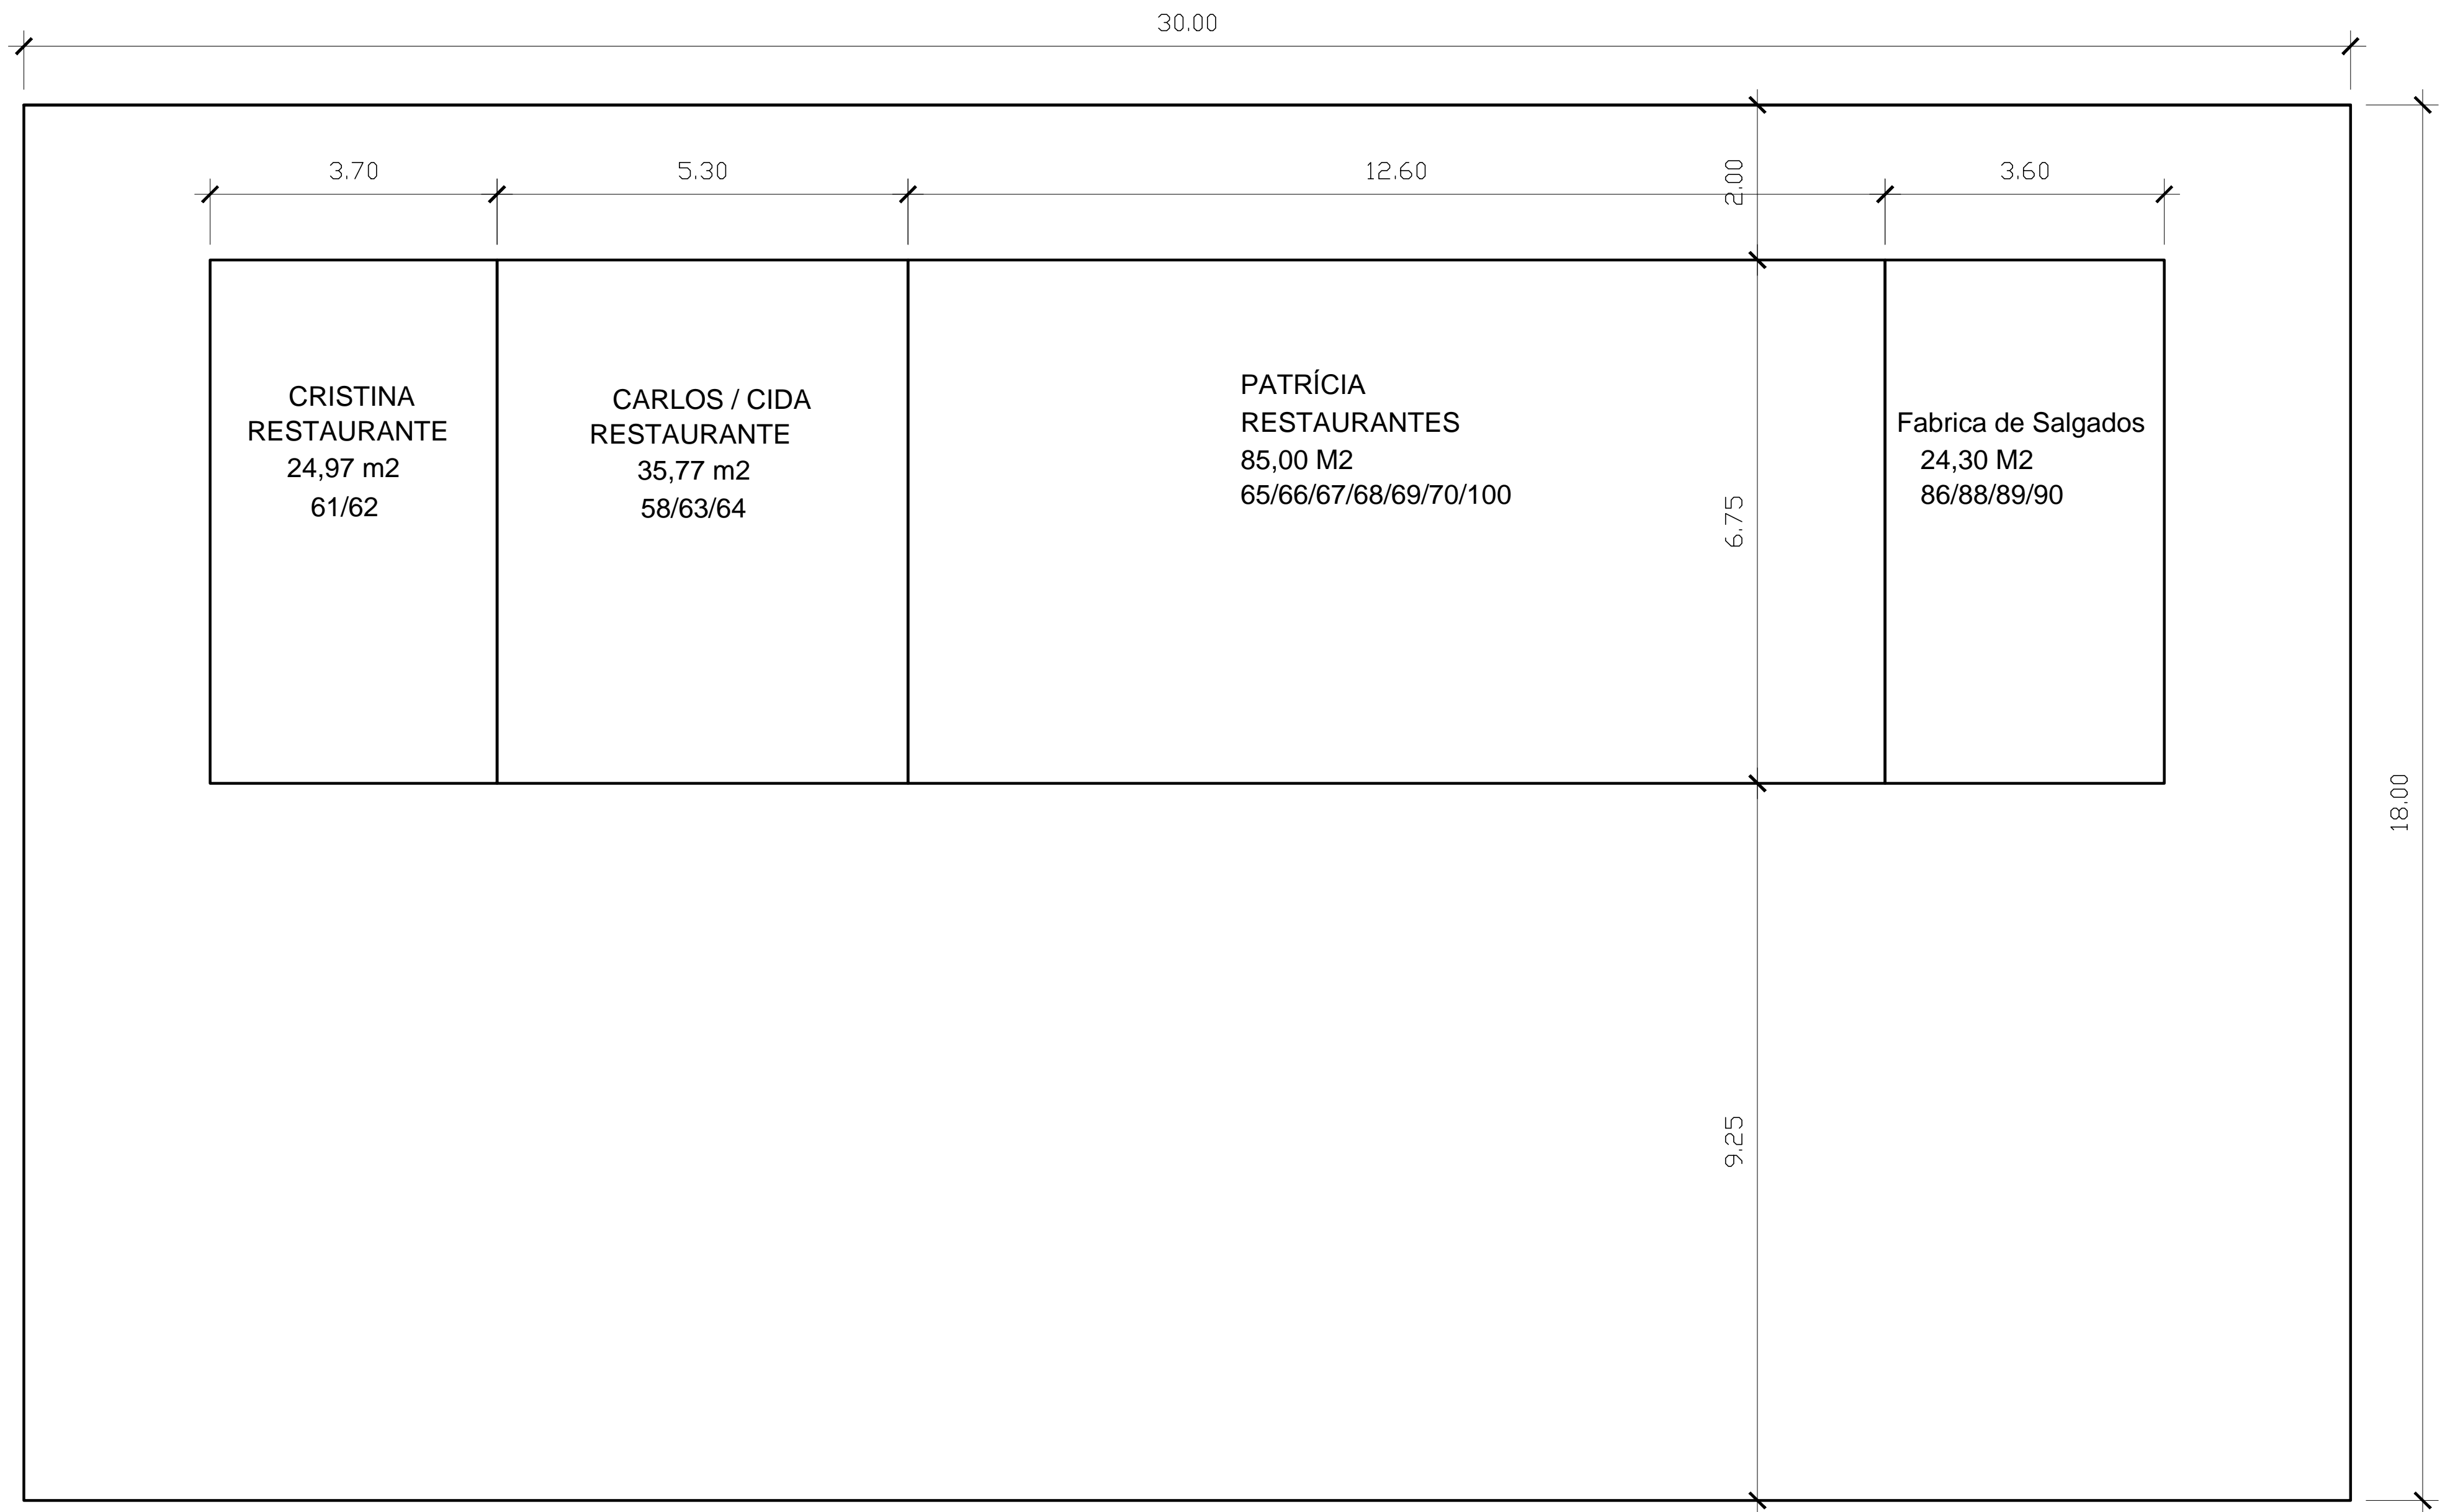 30.00
3.70
5.30
12.60
2.00
3.60
CRISTINA
RESTAURANTE
24,97 m2
61/62
CARLOS / CIDA
RESTAURANTE
35,77 m2
58/63/64
PATRÍCIA
RESTAURANTES
85,00 M2
65/66/67/68/69/70/100
6.75
Fabrica de Salgados
24,30 M2
86/88/89/90
18.00
9.25